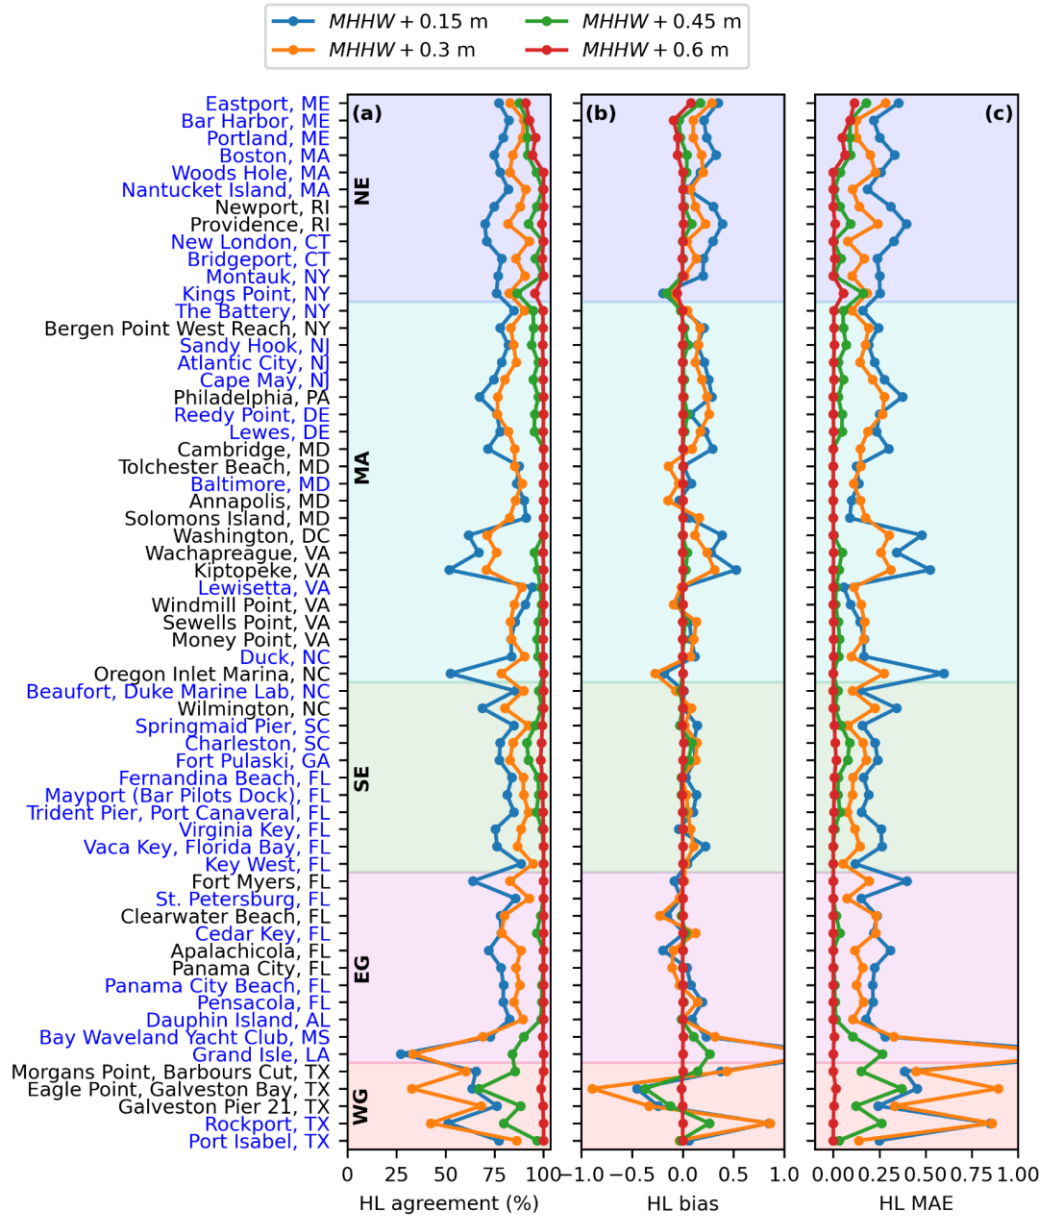 MHHW + 0.15 m
MHHW + 0.3 m
MHHW + 0.45 m
MHHW + 0.6 m
Eastport, ME
Bar Harbor, ME
Portland, ME
Boston, MA
Woods Hole, MA
Nantucket Island, MA
Newport, RI
Providence, RI
New London, CT
Bridgeport, CT
Montauk, NY
Kings Point, NY
The Battery, NY
Bergen Point West Reach, NY
Sandy Hook, NJ
Atlantic City, NJ
Cape May, NJ
Philadelphia, PA
Reedy Point, DE
Lewes, DE
Cambridge, MD
Tolchester Beach, MD
Baltimore, MD
Annapolis, MD
Solomons Island, MD
Washington, DC
Wachapreague, VA
Kiptopeke, VA
Lewisetta, VA
Windmill Point, VA
Sewells Point, VA
Money Point, VA
Duck, NC
Oregon Inlet Marina, NC
Beaufort, Duke Marine Lab, NC
Wilmington, NC
Springmaid Pier, SC
Charleston, SC
Fort Pulaski, GA
Fernandina Beach, FL
Mayport (Bar Pilots Dock), FL
Trident Pier, Port Canaveral, FL
Virginia Key, FL
Vaca Key, Florida Bay, FL
Key West, FL
Fort Myers, FL
St. Petersburg, FL
Clearwater Beach, FL
Cedar Key, FL
Apalachicola, FL
Panama City, FL
Panama City Beach, FL
Pensacola, FL
Dauphin Island, AL
Bay Waveland Yacht Club, MS
Grand Isle, LA
Morgans Point, Barbours Cut, TX
Eagle Point, Galveston Bay, TX
Galveston Pier 21, TX
Rockport, TX
Port Isabel, TX
(a)
NE
MA
SE
EG
WG
0 25 50 75 100
HL agreement (%)
(b)
−1.0 −0.5 0.0 0.5 1.0
HL bias
(c)
0.00 0.25 0.50 0.75 1.00
HL MAE